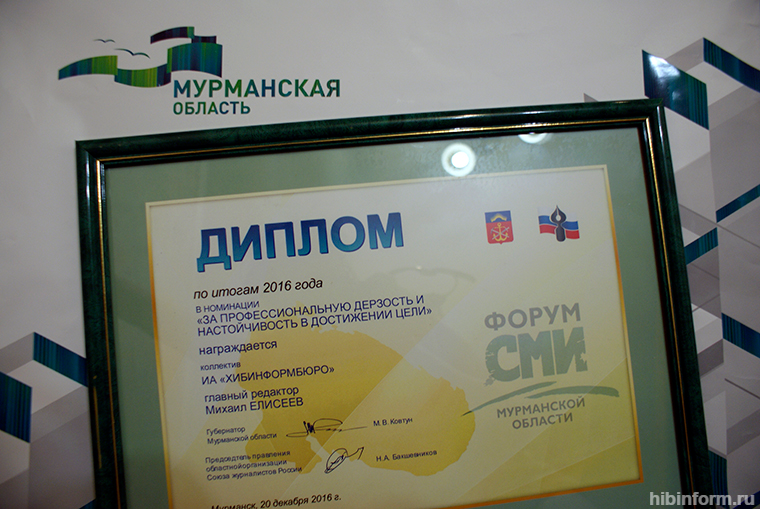 МУРМАНСКАЯ
ОБЛАСТЬ
ДИПЛОМ
по итогам 2016 года
В НОМИНАЦИИ
«ЗА ПРОФЕССИОНАЛЬНУЮ ДЕРЗОСТЬ И
НАСТОЙЧИВОСТЬ В ДОСТИЖЕНИИ ЦЕЛИ»
награждается
коллектив
ИА «ХИБИНФОРМБЮРО»
главный редактор
Михаил ЕЛИСЕЕВ
Губернатор
Мурманской области
М.В. Ковтун
Председатель правления
областнойорганизации
Союза журналистов России
Н.А. Бакшевников
Мурманск, 20 декабря 2016 г.
ФОРУМ
СМИ
МУРМАНСКОЙ
ОБЛАСТИ
hibinform.ru